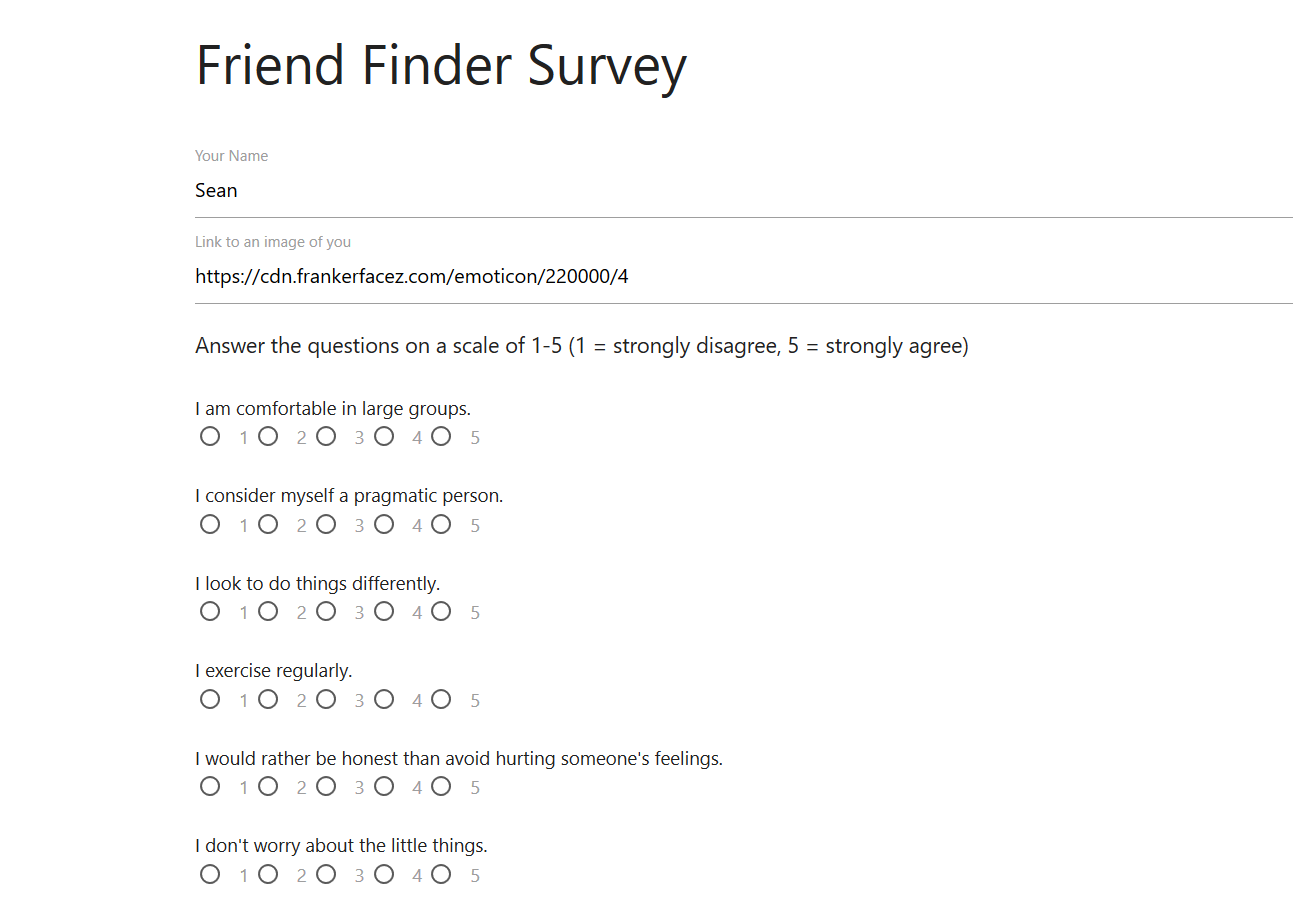 Friend Finder Survey
Your Name
Sean
Link to an image of you
https://cdn.frankerfacez.com/emoticon/220000/4
Answer the questions on a scale of 1-5 (1 = strongly disagree, 5 = strongly agree)
I am comfortable in large groups.
1 2 3 4 5
I consider myself a pragmatic person.
1 2 3 4 5
I look to do things differently.
1 2 3 4 5
I exercise regularly.
1 2 3 4 5
I would rather be honest than avoid hurting someone's feelings.
1 2 3 4 5
I don't worry about the little things.
1 2 3 4 5